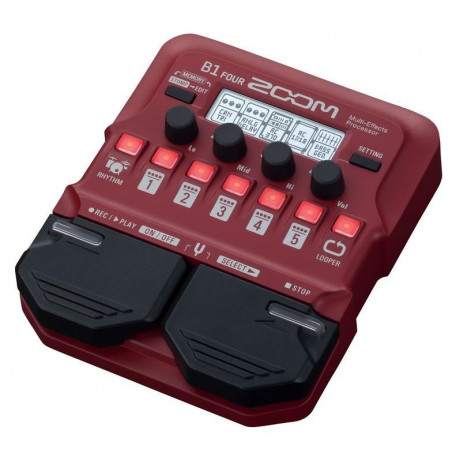 B1 FOUR ZOOM
Multi-Effects
Processor
MEMORY
STOMP → EDIT
SETTING
Lo
Mid
Hi
Vol
RHYTHM
1
2
3
4
5
LOOPER
● REC / ▶ PLAY
ON / OFF
SELECT ▶
■ STOP